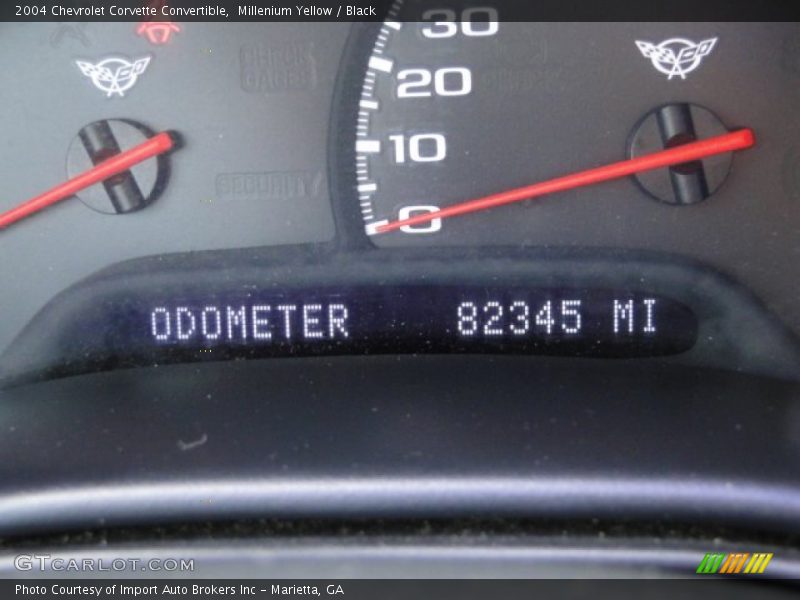 2004 Chevrolet Corvette Convertible,  Millenium Yellow / Black
30
20
10
0
SECURITY
ODOMETER 82345 MI
GTCARLOT.COM
Photo Courtesy of Import Auto Brokers Inc - Marietta, GA